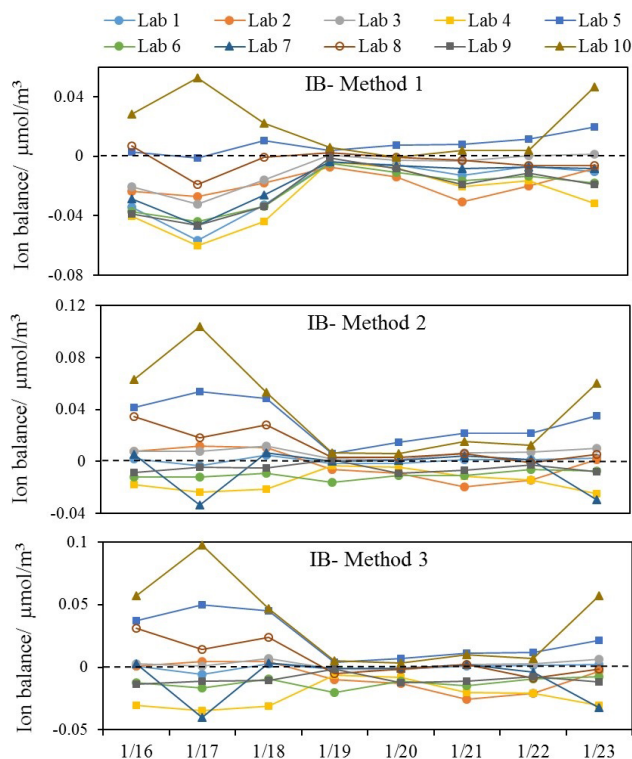 Lab 1 Lab 2 Lab 3 Lab 4 Lab 5
Lab 6 Lab 7 Lab 8 Lab 9 Lab 10
IB- Method 1
Ion balance/ μmol/m³
0.04
0
-0.04
-0.08
IB- Method 2
Ion balance/ μmol/m³
0.12
0.08
0.04
0
-0.04
IB- Method 3
Ion balance/ μmol/m³
0.1
0.05
0
-0.05
1/16 1/17 1/18 1/19 1/20 1/21 1/22 1/23